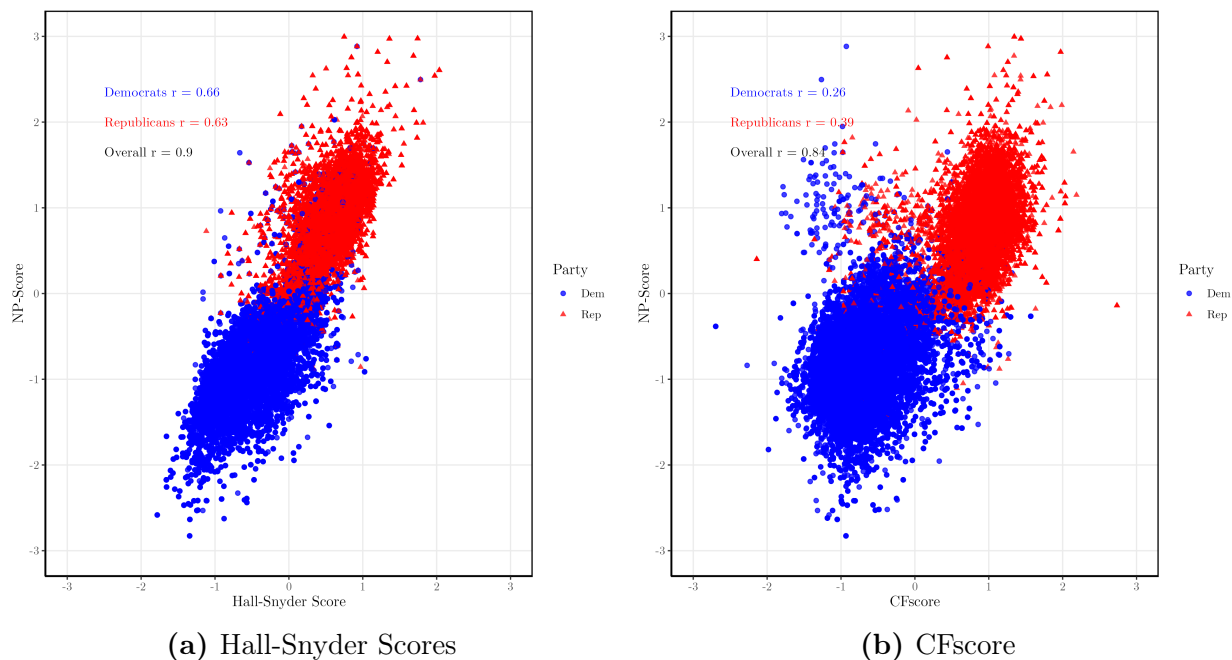 3
2
1
0
-1
-2
-3
NP-Score
Democrats r = 0.66
Republicans r = 0.63
Overall r = 0.9
-3 -2 -1 0 1 2 3
Hall-Snyder Score
Party
Dem
Rep
(a) Hall-Snyder Scores
3
2
1
0
-1
-2
-3
NP-Score
Democrats r = 0.26
Republicans r = 0.39
Overall r = 0.84
-3 -2 -1 0 1 2 3
CFscore
Party
Dem
Rep
(b) CFscore